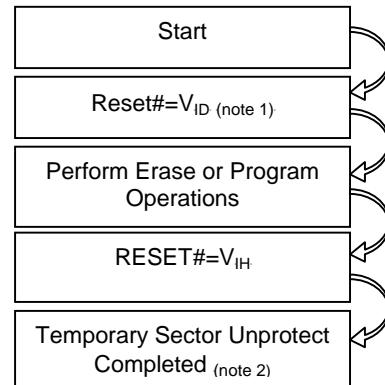 Start
Reset#=VID (note 1)
Perform Erase or Program
Operations
RESET#=VIH
Temporary Sector Unprotect
Completed (note 2)